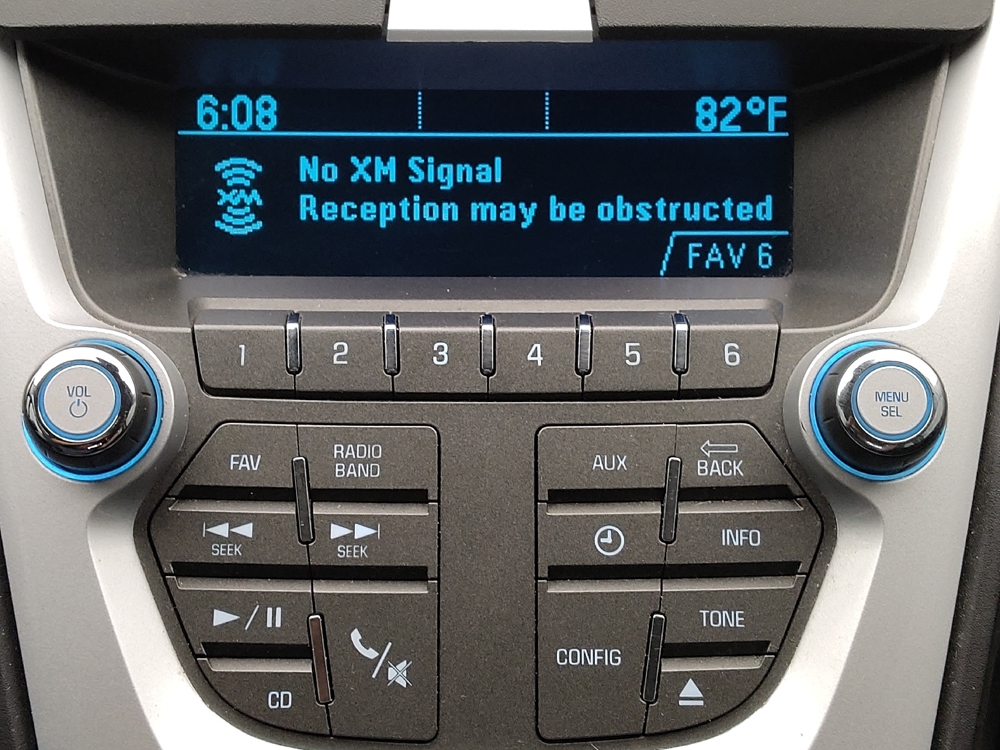 6:08 82°F
No XM Signal
XM
Reception may be obstructed
FAV 6
1 2 3 4 5 6
VOL
MENU
SEL
FAV
RADIO
BAND
AUX
BACK
SEEK
SEEK
INFO
TONE
CONFIG
CD